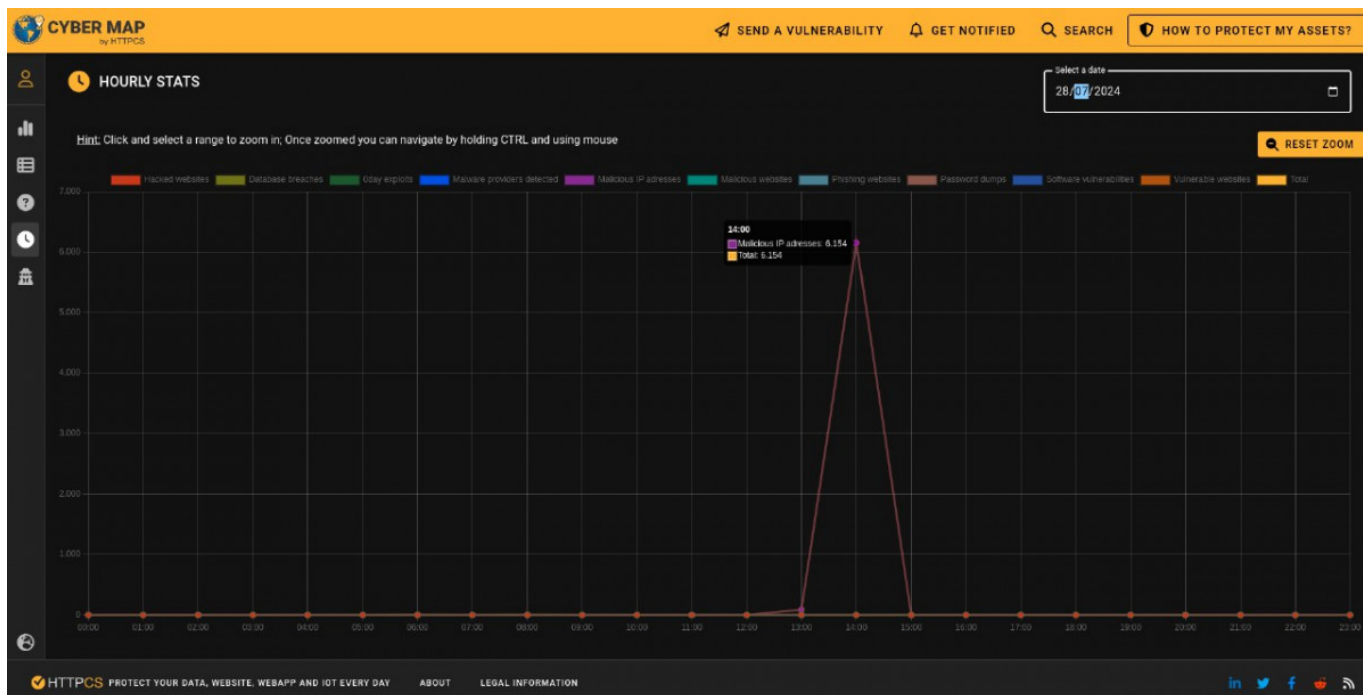 CYBER MAP
by HTTPCS
SEND A VULNERABILITY
GET NOTIFIED
SEARCH
HOW TO PROTECT MY ASSETS?
HOURLY STATS
Select a date
28/07/2024
Hint: Click and select a range to zoom in; Once zoomed you can navigate by holding CTRL and using mouse
RESET ZOOM
Hacked websites Database breaches 0day exploits Malware providers detected Malicious IP adresses Malicious websites Phishing websites Password dumps Software vulnerabilities Vulnerable websites Total
7.000
14:00
Malicious IP adresses: 6.154
Total: 6.154
6.000
5.000
4.000
3.000
2.000
1.000
0
00:00 01:00 02:00 03:00 04:00 05:00 06:00 07:00 08:00 09:00 10:00 11:00 12:00 13:00 14:00 15:00 16:00 17:00 18:00 19:00 20:00 21:00 22:00 23:00
HTTPCS PROTECT YOUR DATA, WEBSITE, WEBAPP AND IOT EVERY DAY ABOUT LEGAL INFORMATION